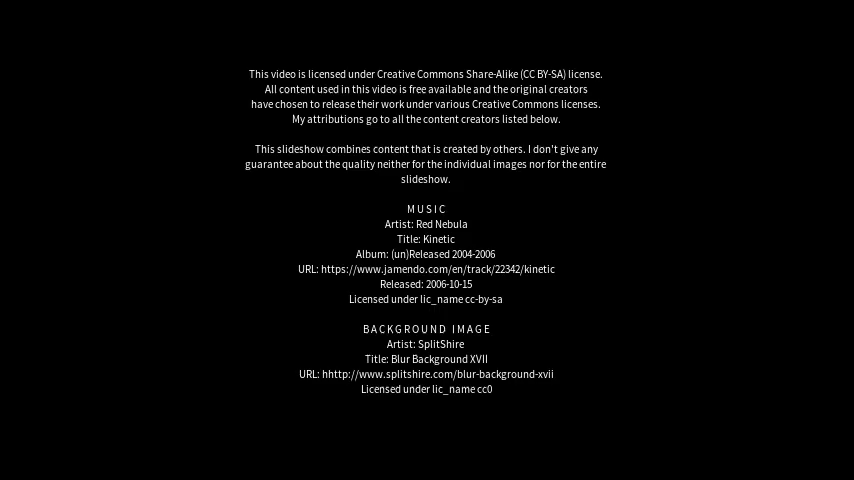 This video is licensed under Creative Commons Share-Alike (CC BY-SA) license.
All content used in this video is free available and the original creators
have chosen to release their work under various Creative Commons licenses.
My attributions go to all the content creators listed below.
This slideshow combines content that is created by others. I don't give any
guarantee about the quality neither for the individual images nor for the entire
slideshow.
MUSIC
Artist: Red Nebula
Title: Kinetic
Album: (un)Released 2004-2006
URL: https://www.jamendo.com/en/track/22342/kinetic
Released: 2006-10-15
Licensed under lic_name cc-by-sa
BACKGROUND IMAGE
Artist: SplitShire
Title: Blur Background XVII
URL: hhttp://www.splitshire.com/blur-background-xvii
Licensed under lic_name cc0